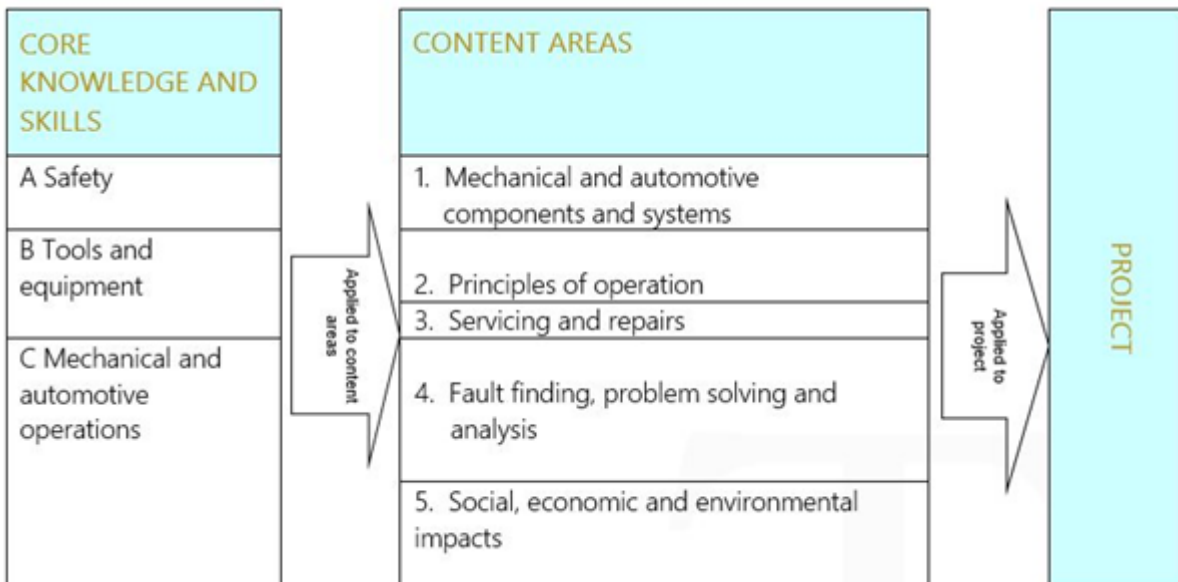 CORE
KNOWLEDGE AND
SKILLS
A Safety
B Tools and
equipment
C Mechanical and
automotive
operations
Applied to content
areas
CONTENT AREAS
1. Mechanical and automotive
components and systems
2. Principles of operation
3. Servicing and repairs
4. Fault finding, problem solving and
analysis
5. Social, economic and environmental
impacts
Applied to
project
PROJECT